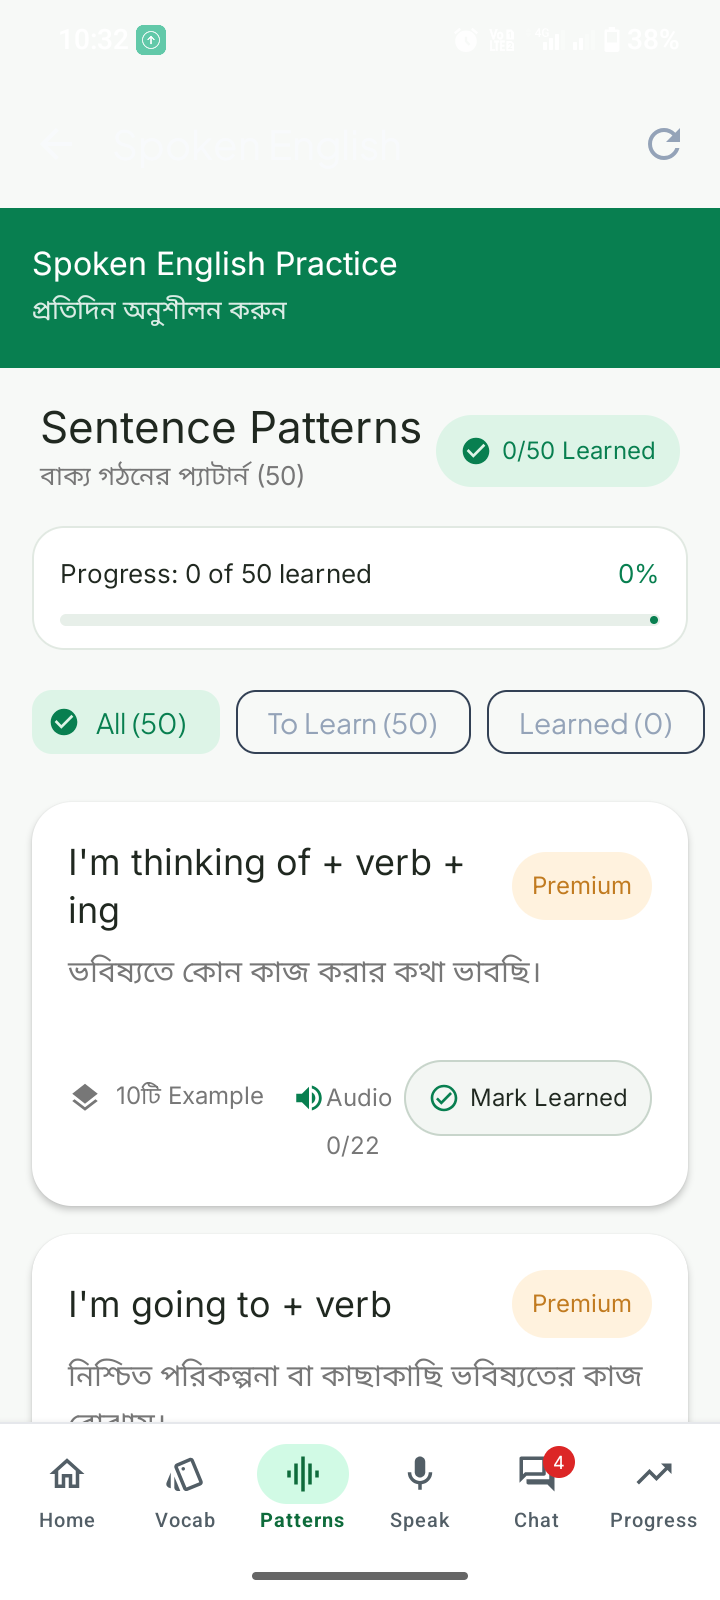 10:32
38%
Spoken English
Spoken English Practice
প্রতিদিন অনুশীলন করুন
Sentence Patterns
বাক্য গঠনের প্যাটার্ন (50)
0/50 Learned
Progress: 0 of 50 learned
0%
All (50)
To Learn (50)
Learned (0)
I'm thinking of + verb +
ing
Premium
ভবিষ্যতে কোন কাজ করার কথা ভাবছি।
10টি Example
Audio
0/22
Mark Learned
I'm going to + verb
Premium
নিশ্চিত পরিকল্পনা বা কাছাকাছি ভবিষ্যতের কাজ
4
Home
Vocab
Patterns
Speak
Chat
Progress